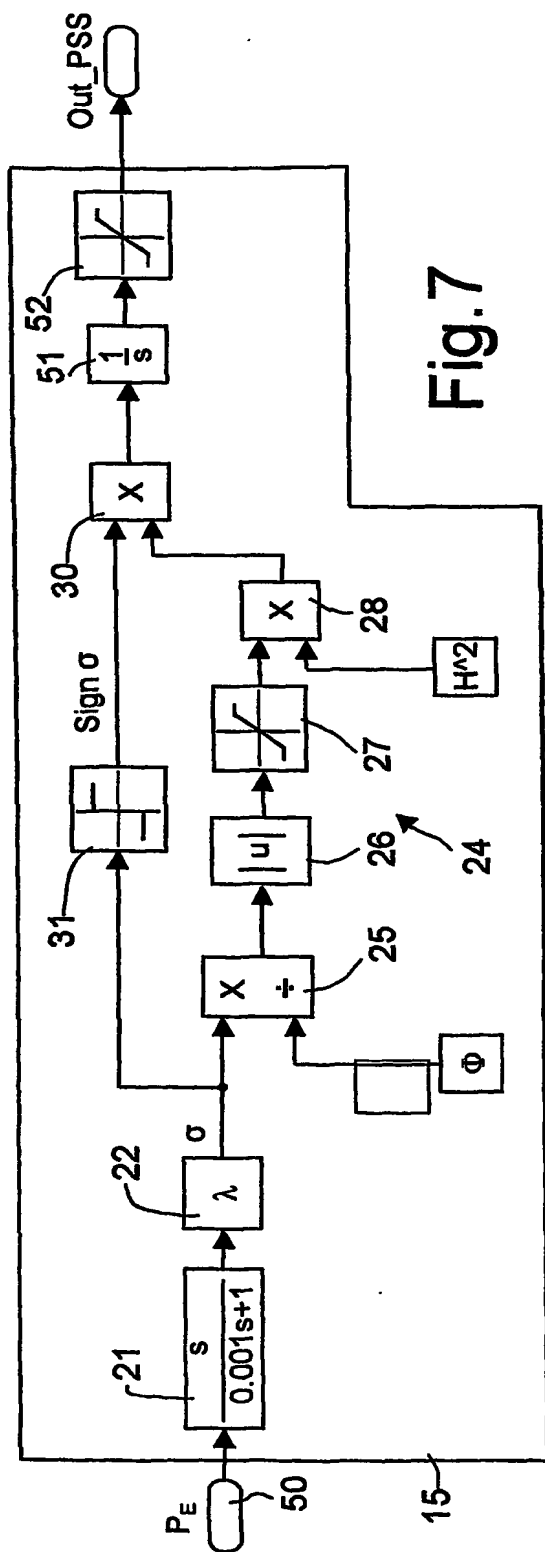 P_E
50
15
21
s
0.001s+1
22
λ
σ
31
Sign σ
X
÷
25
Φ
|u|
26
24
27
X
28
H^2
30
X
51
1
s
52
Out_PSS
Fig.7